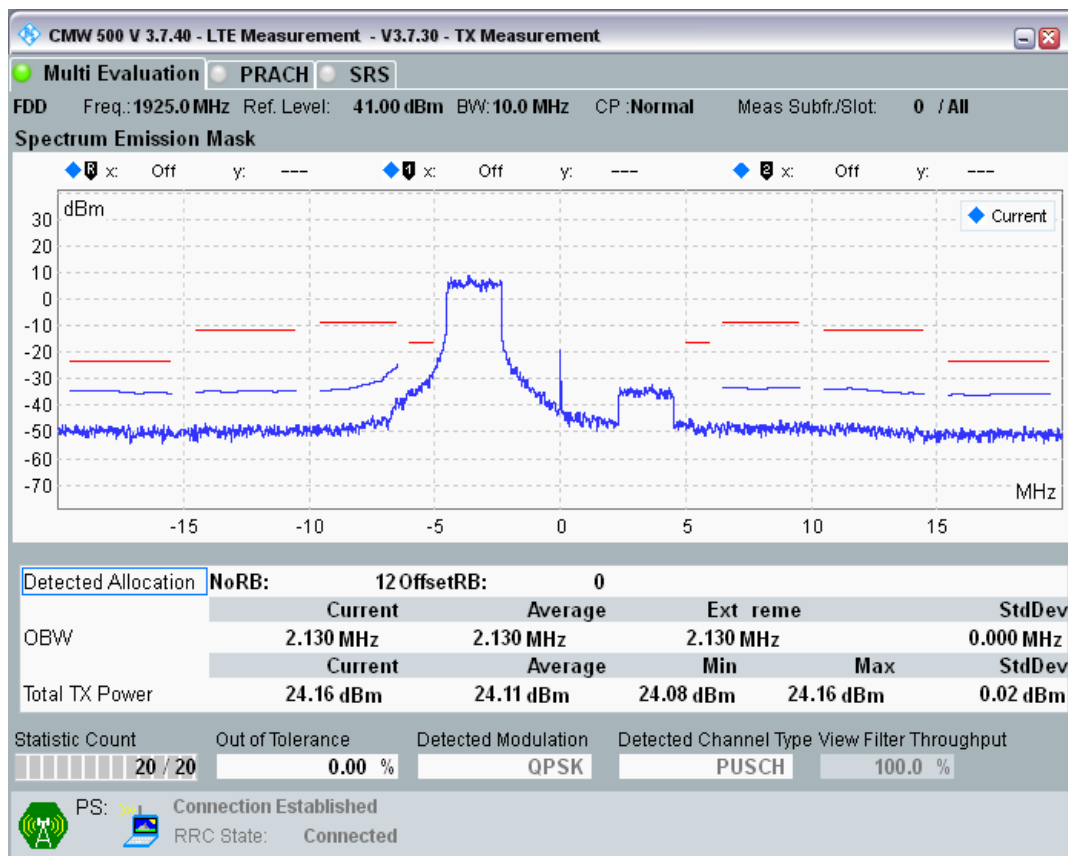 CMW 500 V 3.7.40 - LTE Measurement - V3.7.30 - TX Measurement
Multi Evaluation PRACH SRS
FDD Freq.: 1925.0 MHz Ref. Level: 41.00 dBm BW: 10.0 MHz CP : Normal Meas Subfr./Slot: 0 / All
Spectrum Emission Mask
R x: Off y: --- 1 x: Off y: --- 2 x: Off y: ---
dBm
Current
30
20
10
0
-10
-20
-30
-40
-50
-60
-70
MHz
-15 -10 -5 0 5 10 15
Detected Allocation NoRB: 12 OffsetRB: 0
Current Average Ext reme StdDev
OBW 2.130 MHz 2.130 MHz 2.130 MHz 0.000 MHz
Current Average Min Max StdDev
Total TX Power 24.16 dBm 24.11 dBm 24.08 dBm 24.16 dBm 0.02 dBm
Statistic Count Out of Tolerance Detected Modulation Detected Channel Type View Filter Throughput
20 / 20 0.00 % QPSK PUSCH 100.0 %
PS: Connection Established
RRC State: Connected